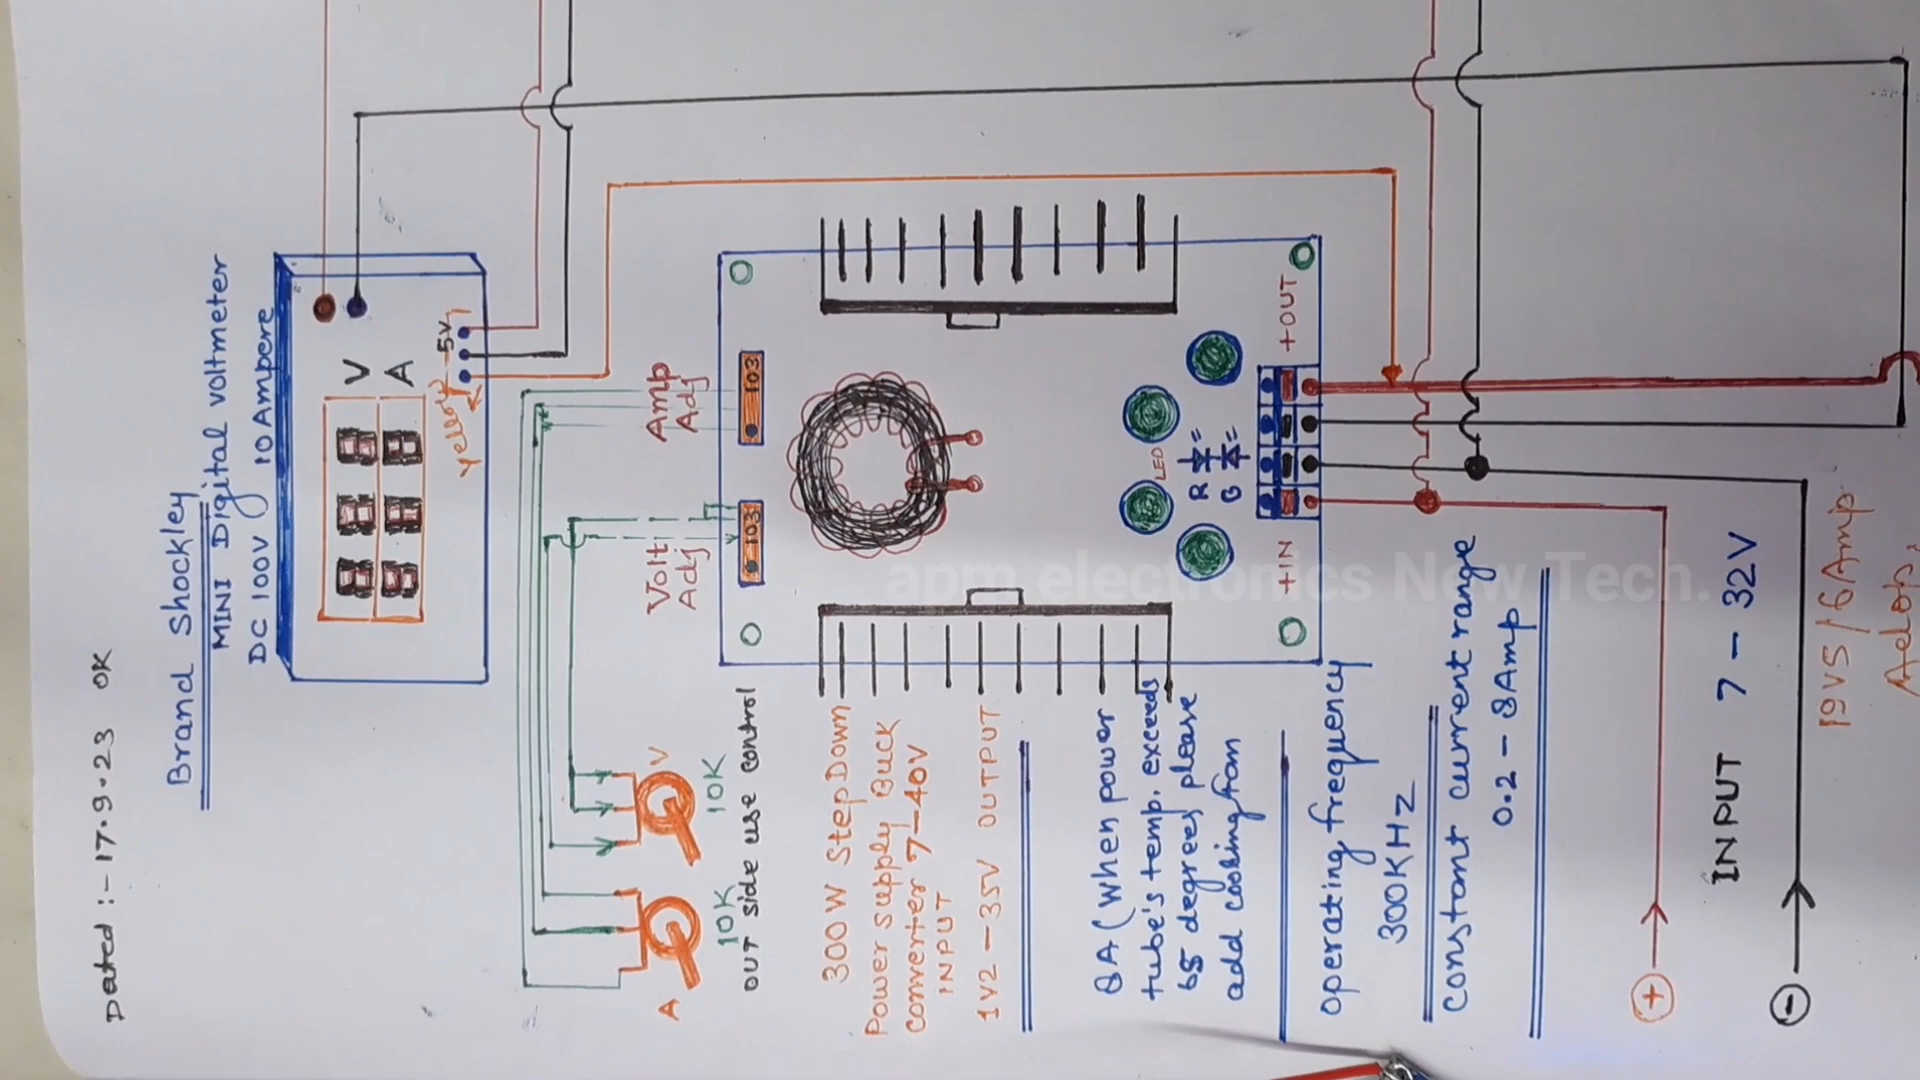 Dated :- 17.9.23 OK
Brand Shockley
MINI Digital voltmeter
DC 100V 10 Ampere
V
A
5V
Yellow
Amp
Adj
Volt
Adj
103
103
V
10K
A
10K
OUT Side use control
300W StepDown
Power supply Buck
converter 7-40V
INPUT
1V2-35V OUTPUT
8A (When power
tube's temp. exceeds
65 degrees please
add cooling fan
operating frequency
300KHZ
constant current range
0.2 - 8Amp
LED
R
G
+OUT
+IN
+
-
INPUT 7-32V
19V5/6Amp
apm electronics New Tech.